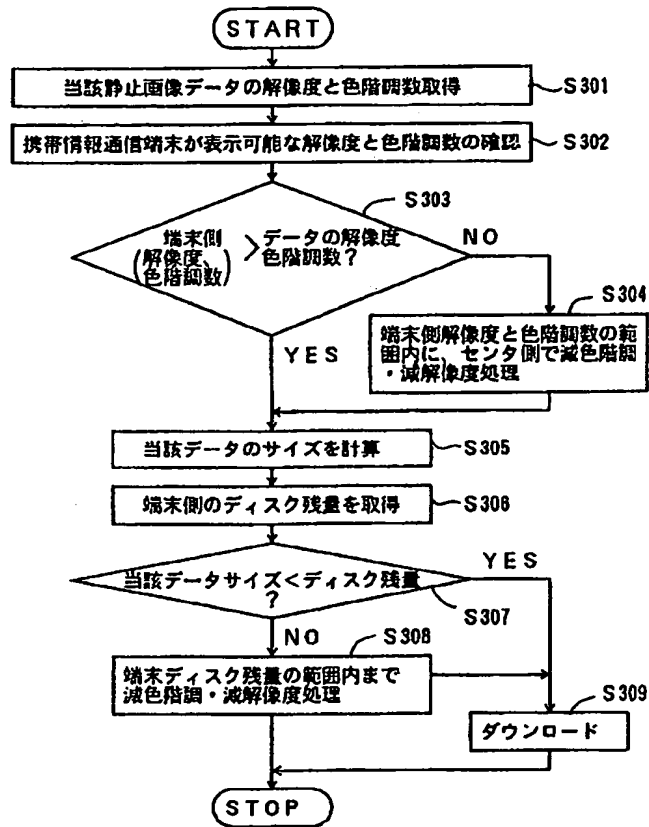 START
当該静止画像データの解像度と色階調数取得
S301
携帯情報通信端末が表示可能な解像度と色階調数の確認
S302
S303
端末側
(解像度、
色階調数)
>
データの解像度
色階調数?
NO
YES
S304
端末側解像度と色階調数の範
囲内に、センタ側で減色階調
・減解像度処理
当該データのサイズを計算
S305
端末側のディスク残量を取得
S306
当該データサイズ<ディスク残量
?
YES
S307
NO
S308
端末ディスク残量の範囲内まで
減色階調・減解像度処理
S309
ダウンロード
STOP